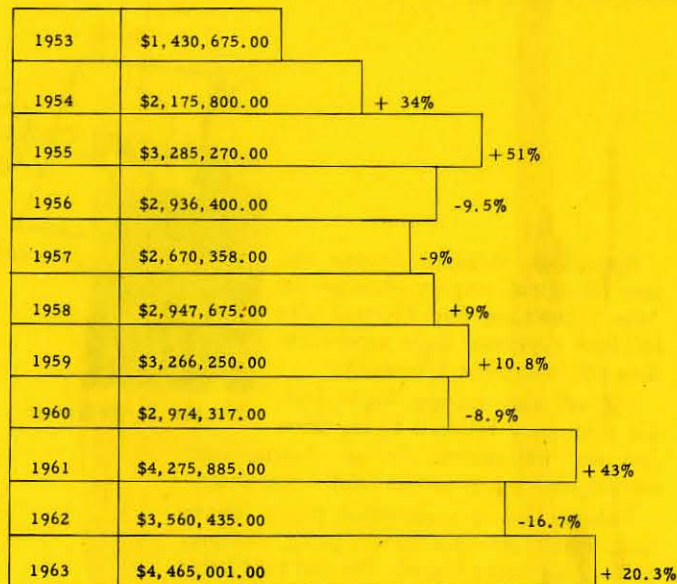 1953 $1,430,675.00
1954 $2,175,800.00 + 34%
1955 $3,285,270.00 +51%
1956 $2,936,400.00 -9.5%
1957 $2,670,358.00 -9%
1958 $2,947,675.00 +9%
1959 $3,266,250.00 +10.8%
1960 $2,974,317.00 -8.9%
1961 $4,275,885.00 +43%
1962 $3,560,435.00 -16.7%
1963 $4,465,001.00 + 20.3%